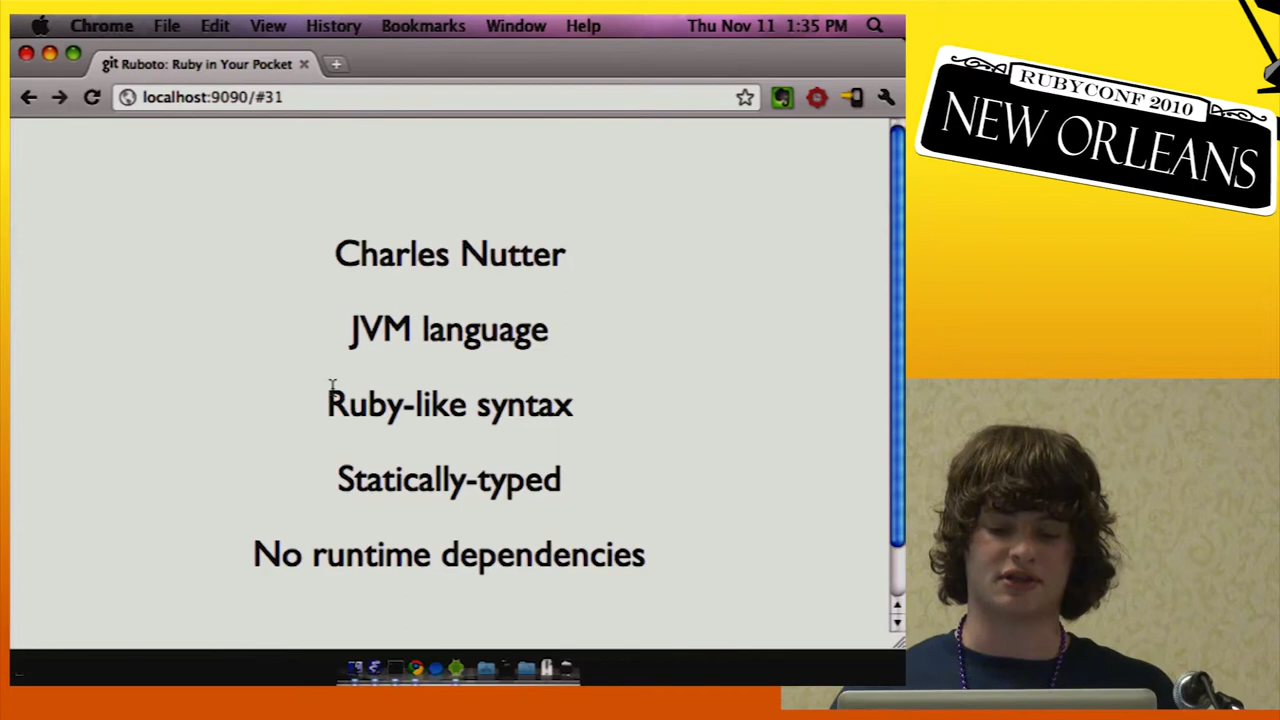 Chrome File Edit View History Bookmarks Window Help Thu Nov 11 1:35 PM
git Ruboto: Ruby in Your Pocket
localhost:9090/#31
Charles Nutter
JVM language
Ruby-like syntax
Statically-typed
No runtime dependencies
RUBYCONF 2010
NEW ORLEANS